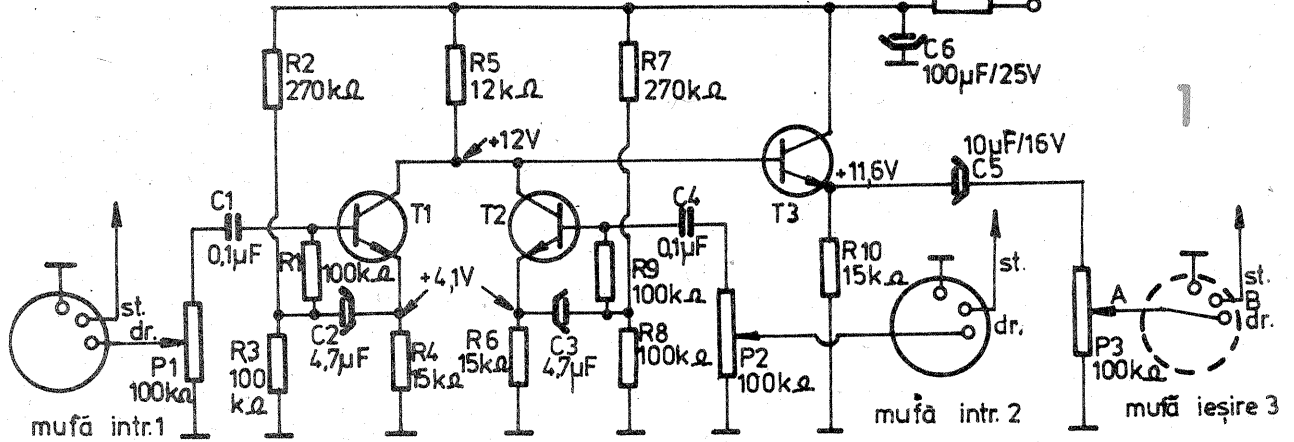 R2
270kΩ
R5
12kΩ
R7
270kΩ
C6
100μF/25V
1
+12V
10μF/16V
C5
+11,6V
C1
0,1μF
T1
T2
C4
0,1μF
T3
R1
100kΩ
+4,1V
R9
100kΩ
R10
15kΩ
st.
st.
st.
dr.
A
B
dr.
dr.
P1
100kΩ
R3
100
kΩ
C2
4,7μF
R4
15kΩ
R6
15kΩ
C3
4,7μF
R8
100kΩ
P2
100kΩ
P3
100kΩ
mufă intr.1
mufă intr. 2
mufă ieșire 3